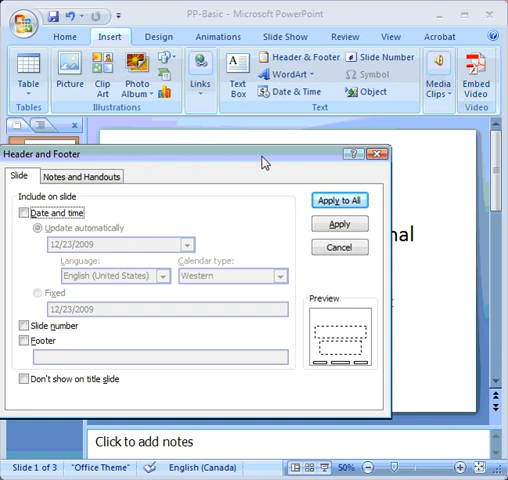 PP-Basic - Microsoft PowerPoint
Home Insert Design Animations Slide Show Review View Acrobat
Table
Tables
Picture
Clip Art
Photo Album
Illustrations
Links
Text Box
Header & Footer
WordArt
Date & Time
Slide Number
Symbol
Object
Text
Media Clips
Embed Video
Video
Header and Footer
Slide Notes and Handouts
Include on slide
Date and time
Update automatically
12/23/2009
Language: Calendar type:
English (United States) Western
Fixed
12/23/2009
Slide number
Footer
Don't show on title slide
Apply to All
Apply
Cancel
Preview
nal
Click to add notes
Slide 1 of 3 "Office Theme" English (Canada) 50%